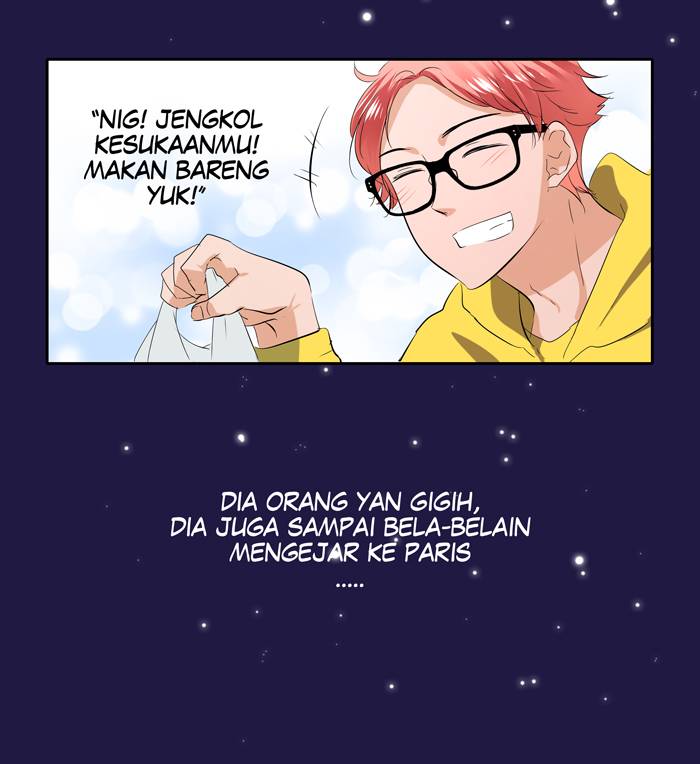 "NIG! JENGKOL
KESUKAANMU!
MAKAN BARENG
YUK!"
DIA ORANG YAN GIGIH,
DIA JUGA SAMPAI BELA-BELAIN
MENGEJAR KE PARIS
.....